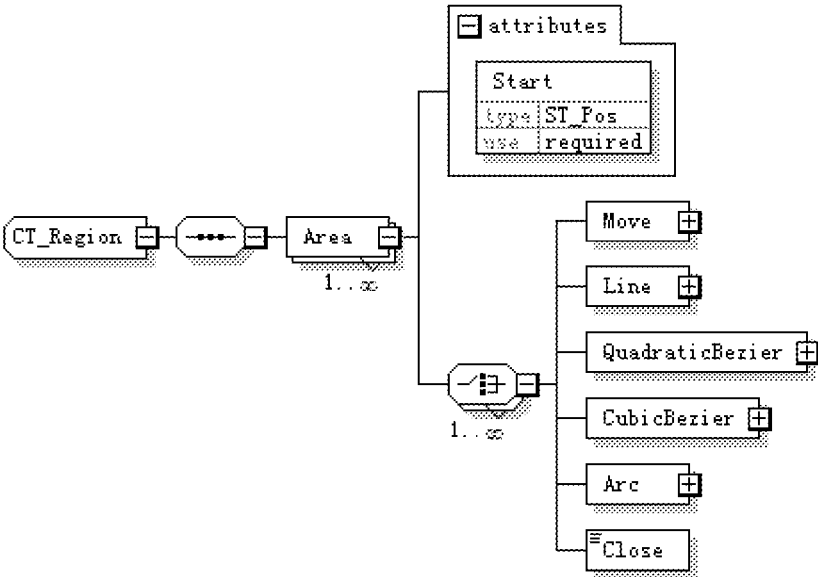 attributes
Start
type ST_Pos
use required
CT_Region
Area
1..∞
Move
Line
QuadraticBezier
CubicBezier
1..∞
Arc
Close